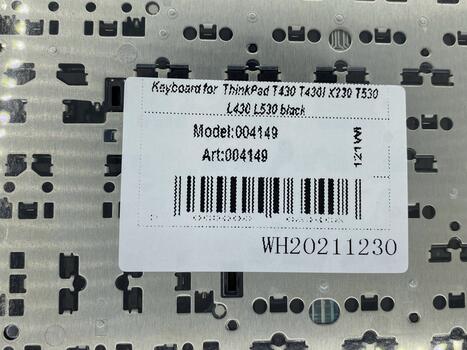 Keyboard for ThinkPad T430 T430I X230 T530
L430 L530 black
Model:004149
Art:004149
121WI
WH20211230